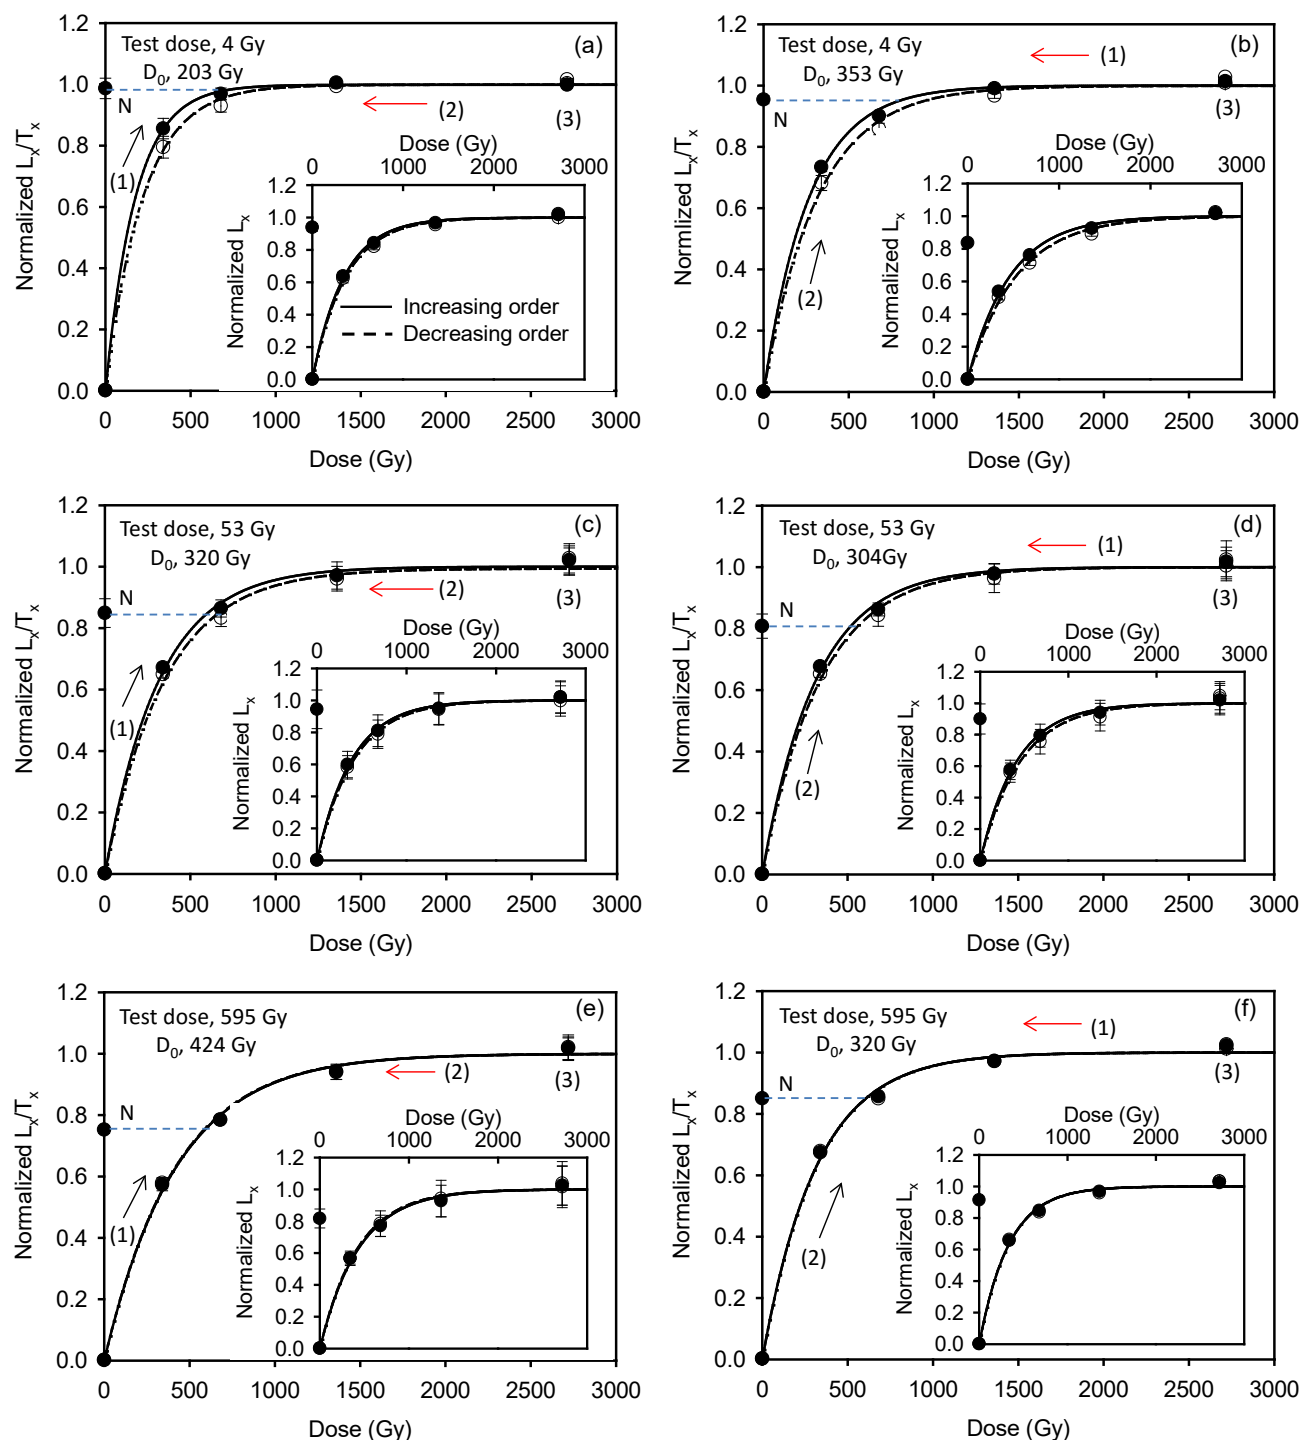 (a)
Test dose, 4 Gy
D₀, 203 Gy
N
(1)
(2)
(3)
Normalized Lₓ/Tₓ
1.2
1.0
0.8
0.6
0.4
0.2
0.0
0 500 1000 1500 2000 2500 3000
Dose (Gy)
Dose (Gy)
0 1000 2000 3000
Normalized Lₓ
1.2
1.0
0.8
0.6
0.4
0.2
0.0
Increasing order
Decreasing order
(b)
Test dose, 4 Gy
D₀, 353 Gy
N
(1)
(2)
(3)
Normlized Lₓ/Tₓ
1.2
1.0
0.8
0.6
0.4
0.2
0.0
0 500 1000 1500 2000 2500 3000
Dose (Gy)
Dose (Gy)
0 1000 2000 3000
Normalized Lₓ
1.2
1.0
0.8
0.6
0.4
0.2
0.0
(c)
Test dose, 53 Gy
D₀, 320 Gy
N
(1)
(2)
(3)
Normalized Lₓ/Tₓ
1.2
1.0
0.8
0.6
0.4
0.2
0.0
0 500 1000 1500 2000 2500 3000
Dose (Gy)
Dose (Gy)
0 1000 2000 3000
Normalized Lₓ
1.2
1.0
0.8
0.6
0.4
0.2
0.0
(d)
Test dose, 53 Gy
D₀, 304Gy
N
(1)
(2)
(3)
Normalized Lₓ/Tₓ
1.2
1.0
0.8
0.6
0.4
0.2
0.0
0 500 1000 1500 2000 2500 3000
Dose (Gy)
Dose (Gy)
0 1000 2000 3000
Normalized Lₓ
1.2
1.0
0.8
0.6
0.4
0.2
0.0
(e)
Test dose, 595 Gy
D₀, 424 Gy
N
(1)
(2)
(3)
Normalized Lₓ/Tₓ
1.2
1.0
0.8
0.6
0.4
0.2
0.0
0 500 1000 1500 2000 2500 3000
Dose (Gy)
Dose (Gy)
0 1000 2000 3000
Normalized Lₓ
1.2
1.0
0.8
0.6
0.4
0.2
0.0
(f)
Test dose, 595 Gy
D₀, 320 Gy
N
(1)
(2)
(3)
Normalized Lₓ/Tₓ
1.2
1.0
0.8
0.6
0.4
0.2
0.0
0 500 1000 1500 2000 2500 3000
Dose (Gy)
Dose (Gy)
0 1000 2000 3000
Normalized Lₓ
1.2
1.0
0.8
0.6
0.4
0.2
0.0